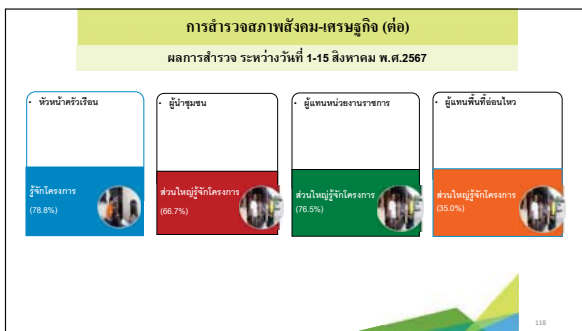 การสำรวจสภาพสังคม-เศรษฐกิจ (ต่อ)
ผลการสำรวจ ระหว่างวันที่ 1-15 สิงหาคม พ.ศ.2567
• หัวหน้าครัวเรือน
รู้จักโครงการ
(78.8%)
• ผู้นำชุมชน
ส่วนใหญ่รู้จักโครงการ
(66.7%)
• ผู้แทนหน่วยงานราชการ
ส่วนใหญ่รู้จักโครงการ
(76.5%)
• ผู้แทนพื้นที่อ่อนไหว
ส่วนใหญ่รู้จักโครงการ
(35.0%)
118